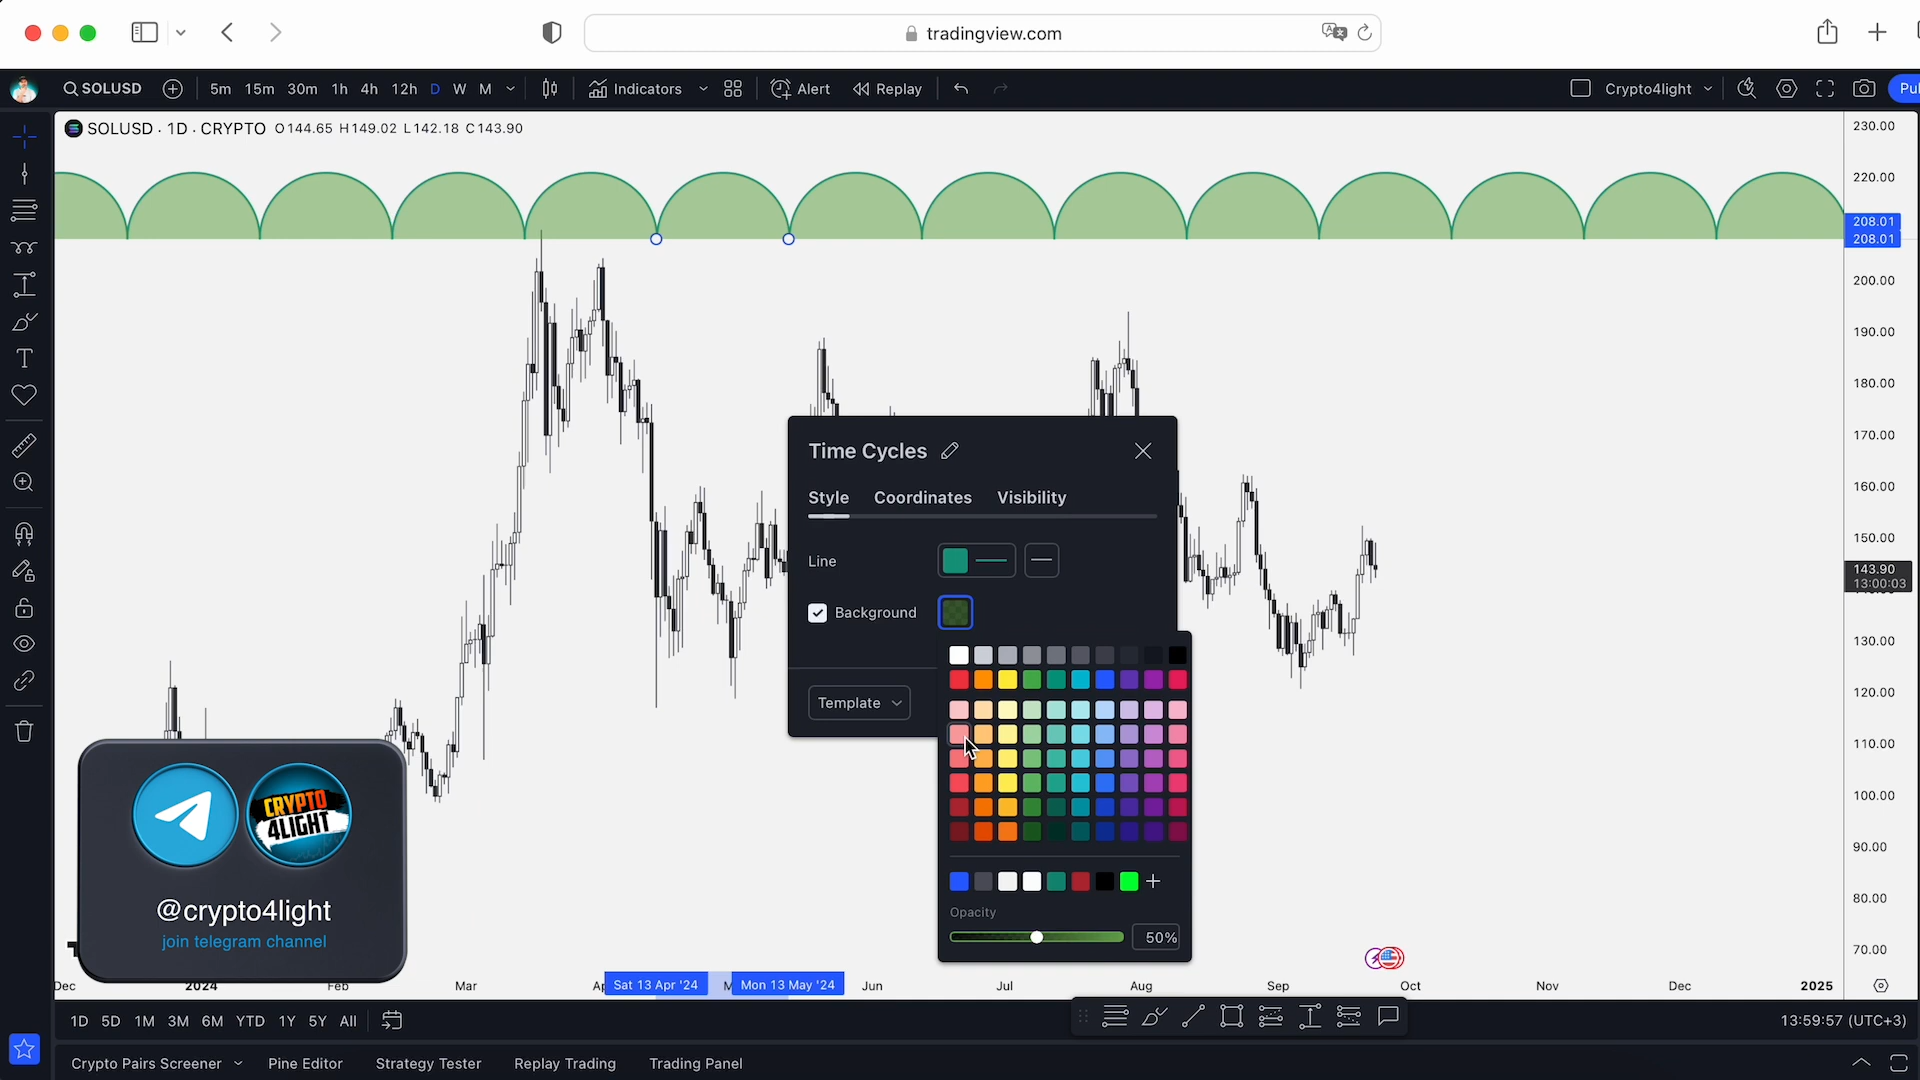 tradingview.com
SOLUSD 5m 15m 30m 1h 4h 12h D W M Indicators Alert Replay Crypto4light Pu
SOLUSD · 1D · CRYPTO O144.65 H149.02 L142.18 C143.90
230.00
220.00
208.01
208.01
200.00
190.00
180.00
170.00
160.00
150.00
143.90
13:00:03
130.00
120.00
110.00
100.00
90.00
80.00
70.00
Time Cycles
Style Coordinates Visibility
Line
Background
Template
Opacity
50%
CRYPTO
4LIGHT
@crypto4light
join telegram channel
Dec 2024 Feb Mar Ap Sat 13 Apr '24 M Mon 13 May '24 Jun Jul Aug Sep Oct Nov Dec 2025
1D 5D 1M 3M 6M YTD 1Y 5Y All 13:59:57 (UTC+3)
Crypto Pairs Screener Pine Editor Strategy Tester Replay Trading Trading Panel